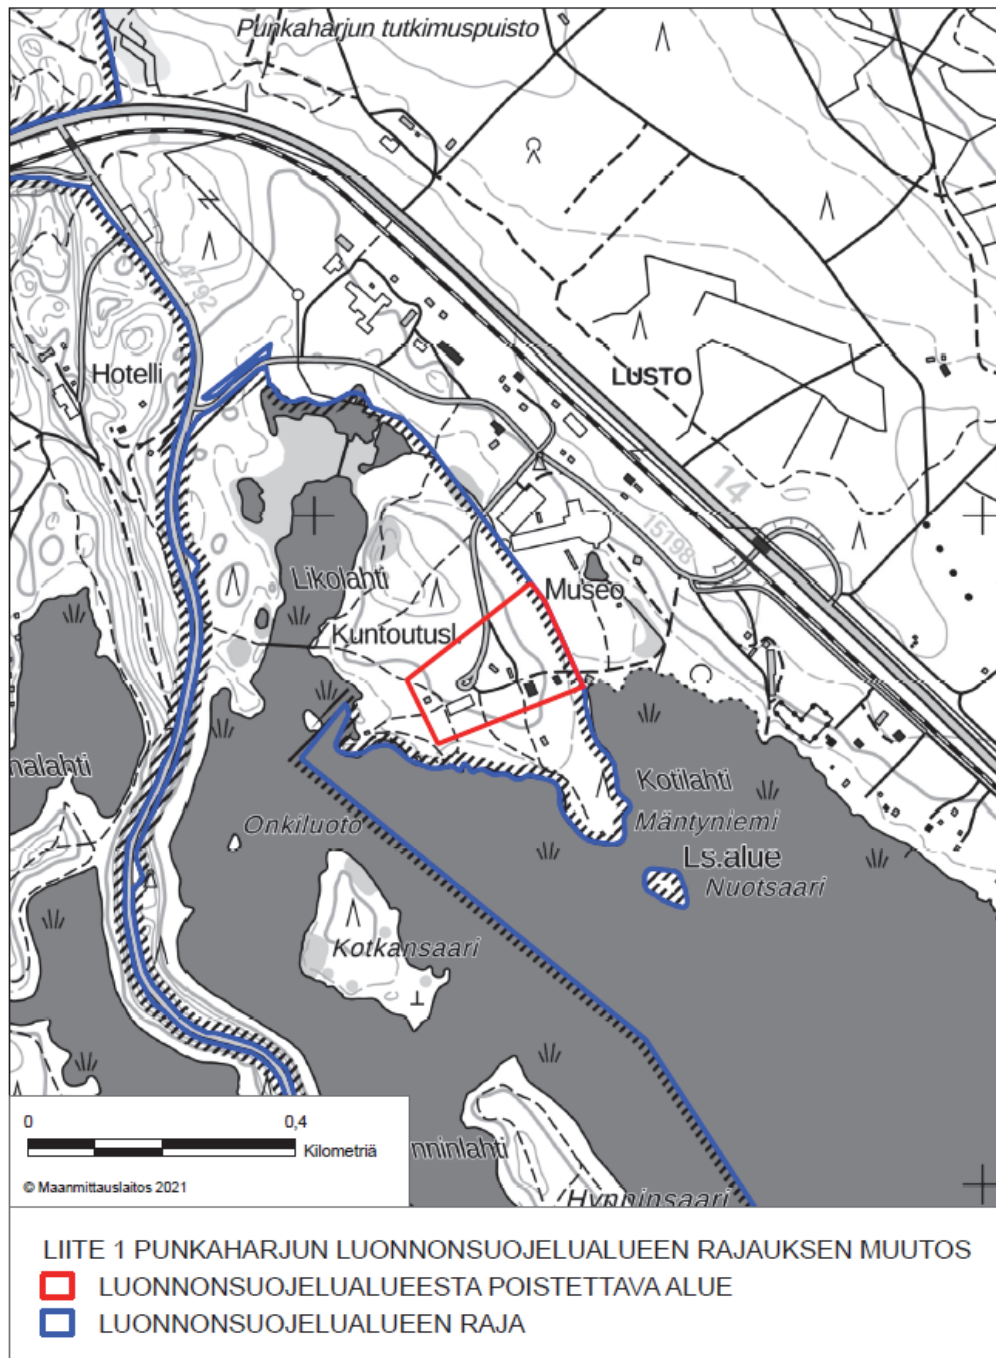 Punkaharjun tutkimuspuisto
4792
Hotelli
LUSTO
14
15198
Likolahti
Museo
Kuntoutusl.
nalahti
Kotilahti
Onkiluoto
Mäntyniemi
Ls.alue
Nuotsaari
Kotkansaari
0 0,4
Kilometriä
nninlahti
© Maanmittauslaitos 2021
Hynninsaari
LIITE 1 PUNKAHARJUN LUONNONSUOJELUALUEEN RAJAUKSEN MUUTOS
LUONNONSUOJELUALUEESTA POISTETTAVA ALUE
LUONNONSUOJELUALUEEN RAJA